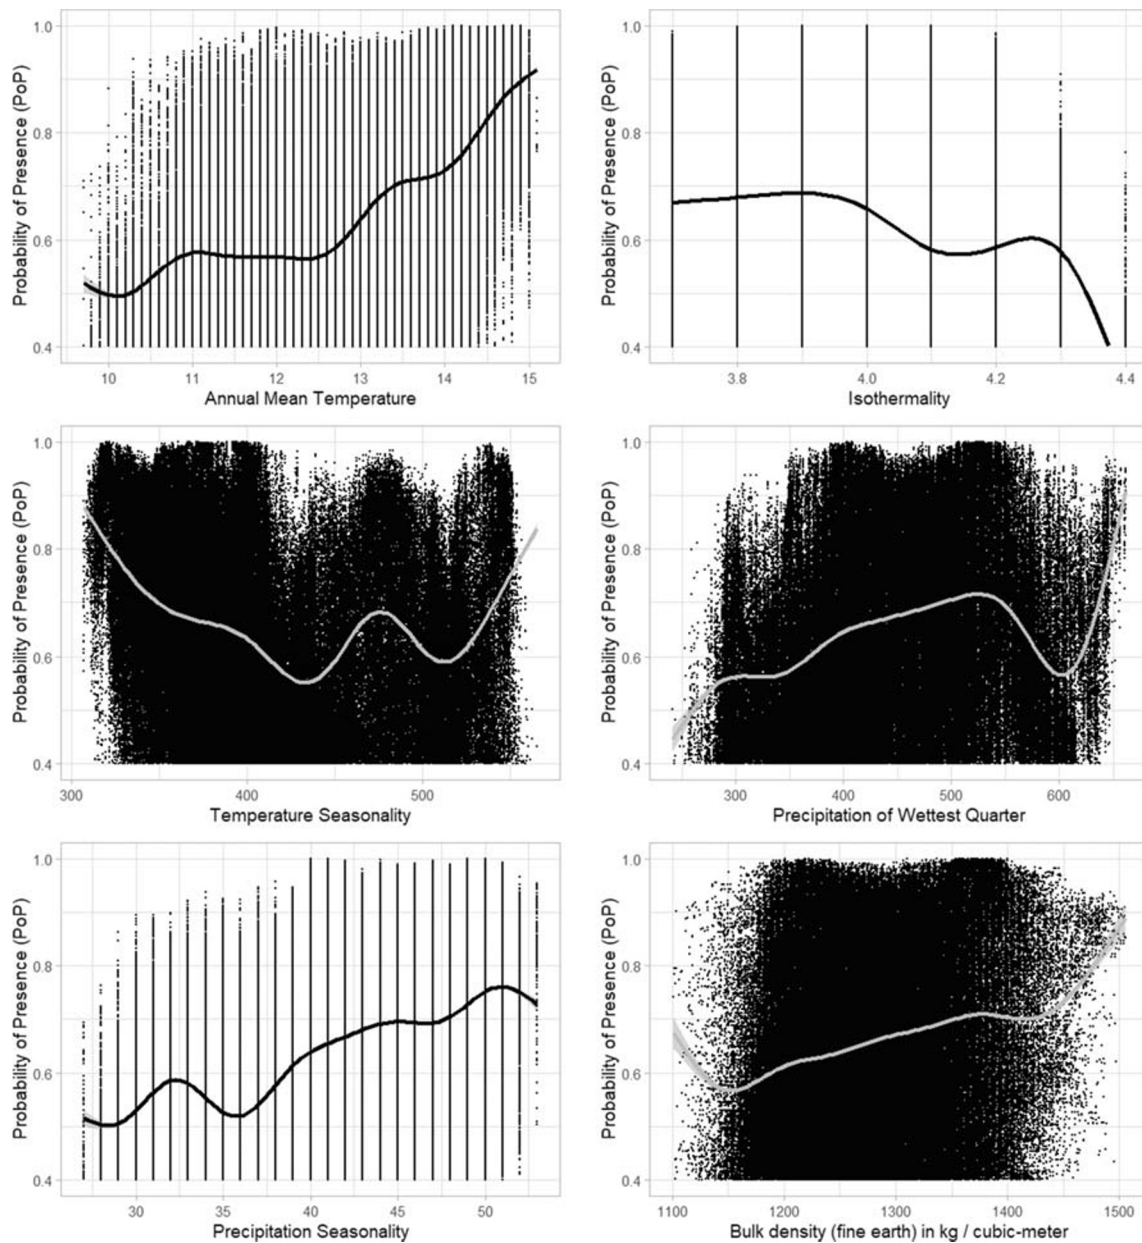 Probability of Presence (PoP)
1.0
0.8
0.6
0.4
10 11 12 13 14 15
Annual Mean Temperature
Probability of Presence (PoP)
1.0
0.8
0.6
0.4
3.8 4.0 4.2 4.4
Isothermality
Probability of Presence (PoP)
1.0
0.8
0.6
0.4
300 400 500
Temperature Seasonality
Probability of Presence (PoP)
1.0
0.8
0.6
0.4
300 400 500 600
Precipitation of Wettest Quarter
Probability of Presence (PoP)
1.0
0.8
0.6
0.4
30 35 40 45 50
Precipitation Seasonality
Probability of Presence (PoP)
1.0
0.8
0.6
0.4
1100 1200 1300 1400 1500
Bulk density (fine earth) in kg / cubic-meter